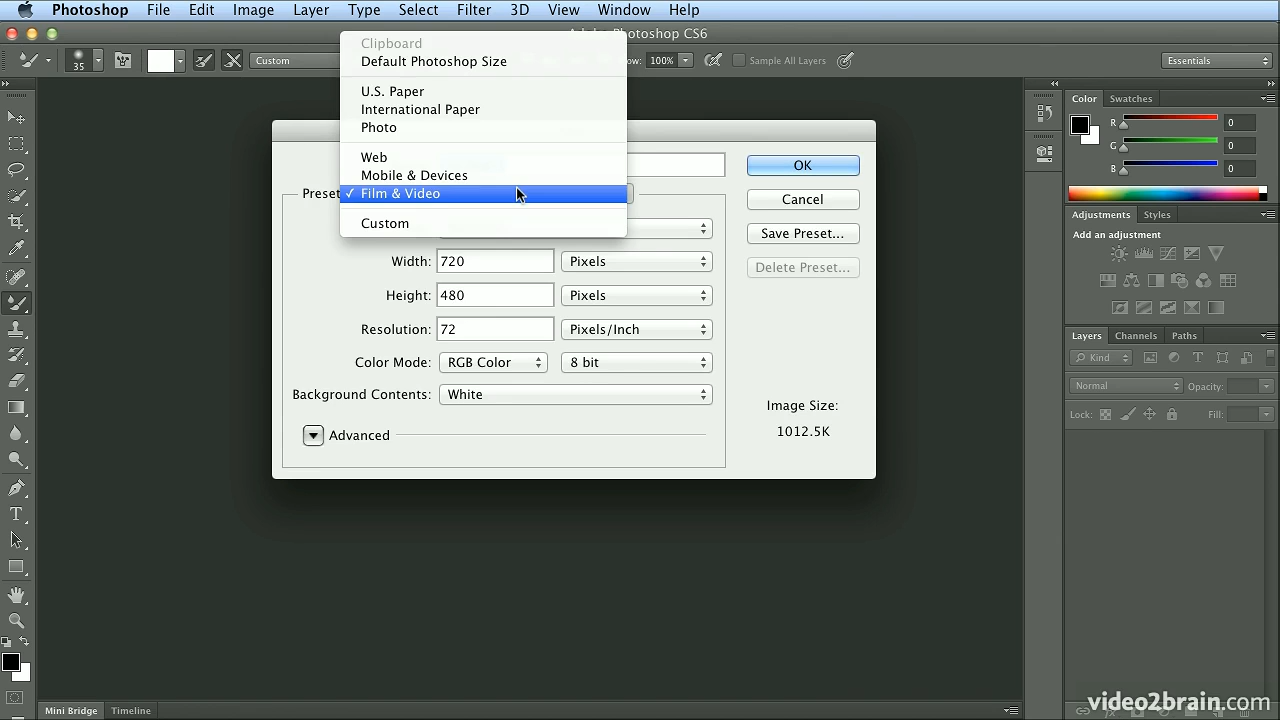 Photoshop File Edit Image Layer Type Select Filter 3D View Window Help
Photoshop CS6
35 Custom 100% Sample All Layers Essentials
Clipboard
Default Photoshop Size
U.S. Paper
International Paper
Photo
Web
Mobile & Devices
✓ Film & Video
Custom
Preset
Width: 720 Pixels
Height: 480 Pixels
Resolution: 72 Pixels/Inch
Color Mode: RGB Color 8 bit
Background Contents: White
Advanced
OK
Cancel
Save Preset...
Delete Preset...
Image Size:
1012.5K
Color Swatches
R 0
G 0
B 0
Adjustments Styles
Add an adjustment
Layers Channels Paths
Kind
Normal Opacity:
Lock: Fill:
Mini Bridge Timeline
video2brain.com